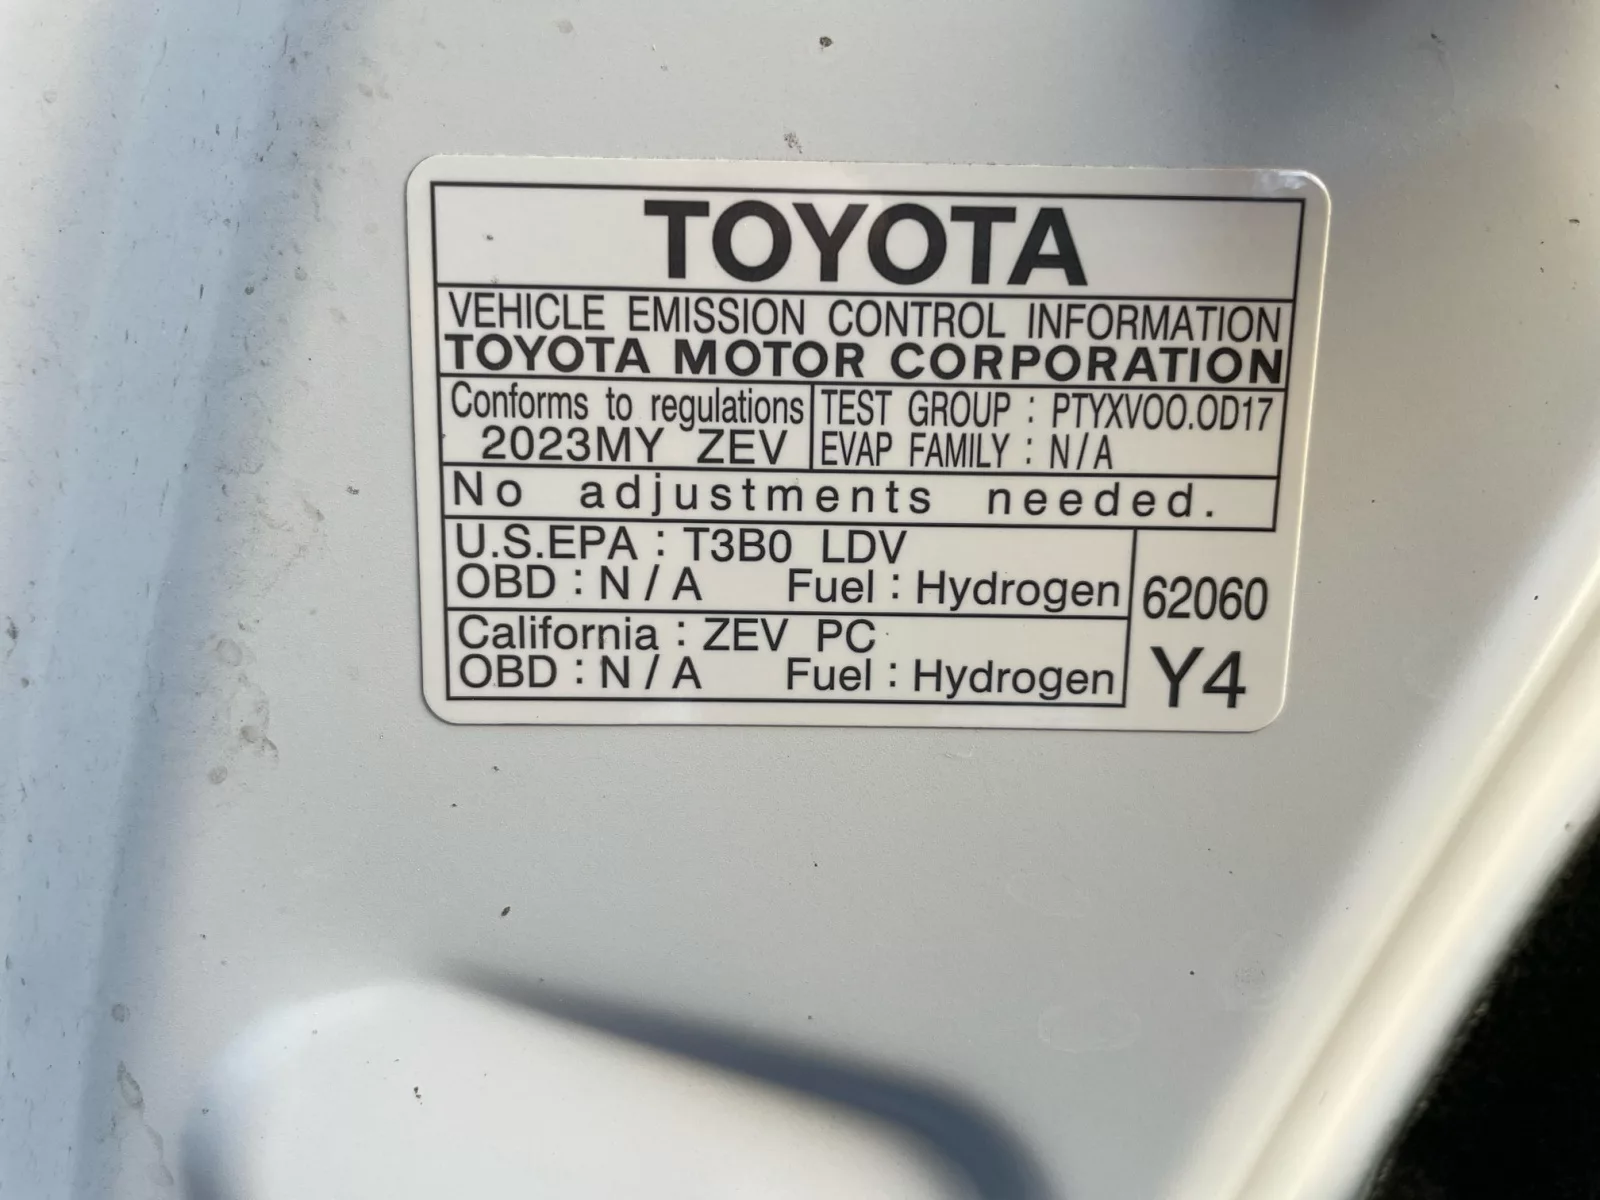 TOYOTA
VEHICLE EMISSION CONTROL INFORMATION
TOYOTA MOTOR CORPORATION
Conforms to regulations
2023MY ZEV
TEST GROUP : PTYXV00.0D17
EVAP FAMILY : N/A
No adjustments needed.
U.S.EPA : T3B0 LDV
OBD : N/A Fuel : Hydrogen
California : ZEV PC
OBD : N/A Fuel : Hydrogen
62060
Y4